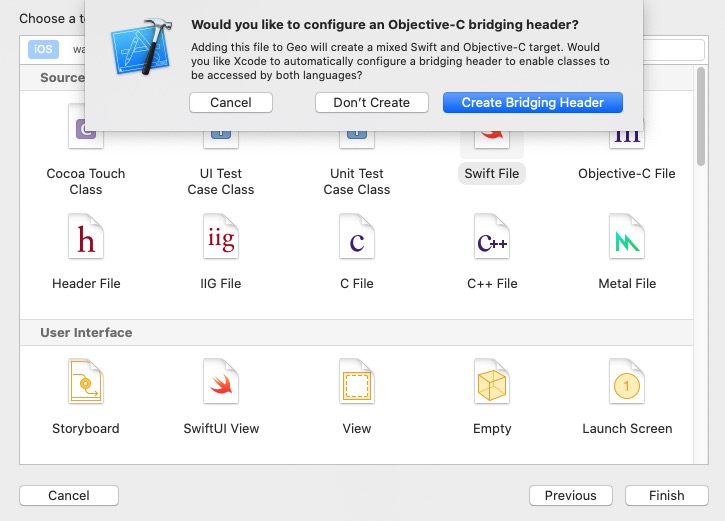 Choose a t
Would you like to configure an Objective-C bridging header?
Adding this file to Geo will create a mixed Swift and Objective-C target. Would
you like Xcode to automatically configure a bridging header to enable classes to
be accessed by both languages?
Cancel
Don't Create
Create Bridging Header
iOS
wa
Source
C
Cocoa Touch
Class
UI Test
Case Class
Unit Test
Case Class
Swift File
m
Objective-C File
h
iig
c
C++
Header File
IIG File
C File
C++ File
Metal File
User Interface
1
Storyboard
SwiftUI View
View
Empty
Launch Screen
Cancel
Previous
Finish